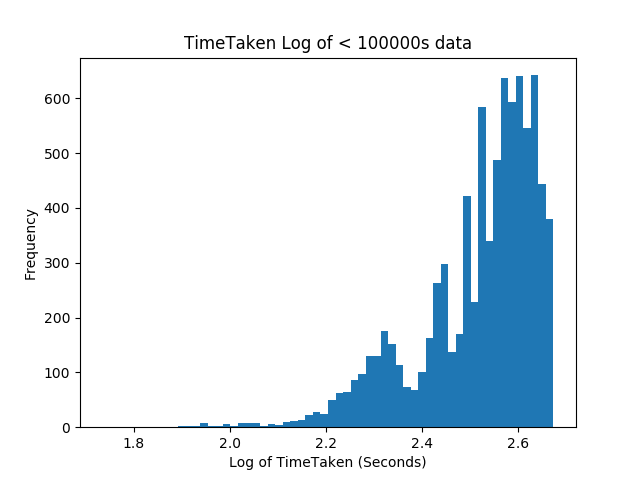 TimeTaken Log of < 100000s data
600
500
400
300
200
100
0
Frequency
1.8 2.0 2.2 2.4 2.6
Log of TimeTaken (Seconds)